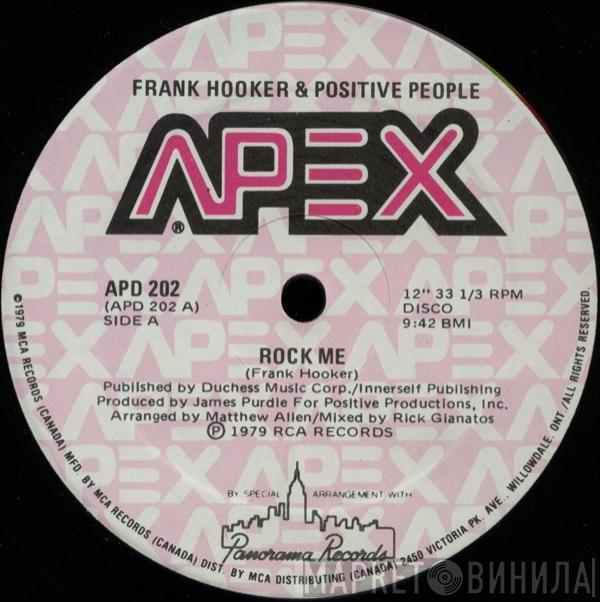 FRANK HOOKER & POSITIVE PEOPLE
APEX
®
APD 202
(APD 202 A)
SIDE A
12" 33 1/3 RPM
DISCO
9:42 BMI
ROCK ME
(Frank Hooker)
Published by Duchess Music Corp./Innerself Publishing
Produced by James Purdie For Positive Productions, Inc.
Arranged by Matthew Allen/Mixed by Rick Gianatos
Ⓟ 1979 RCA RECORDS
BY SPECIAL ARRANGEMENT WITH
Panorama Records
©1979 MCA RECORDS (CANADA) MFD. BY MCA RECORDS (CANADA) DIST. BY MCA DISTRIBUTING (CANADA) 2450 VICTORIA PK. AVE., WILLOWDALE, ONT./ALL RIGHTS RESERVED.
МАРКЕТ ВИНИЛА